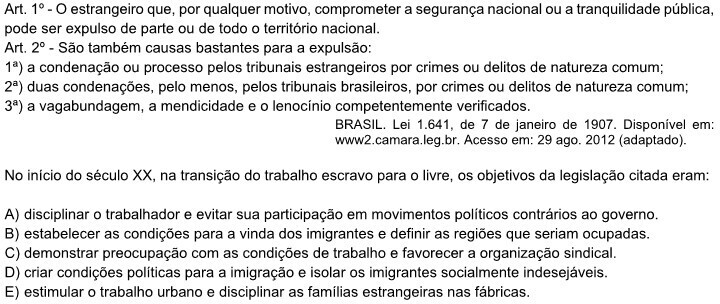 Art. 1º - O estrangeiro que, por qualquer motivo, comprometer a segurança nacional ou a tranquilidade pública,
pode ser expulso de parte ou de todo o território nacional.
Art. 2º - São também causas bastantes para a expulsão:
1ª) a condenação ou processo pelos tribunais estrangeiros por crimes ou delitos de natureza comum;
2ª) duas condenações, pelo menos, pelos tribunais brasileiros, por crimes ou delitos de natureza comum;
3ª) a vagabundagem, a mendicidade e o lenocínio competentemente verificados.
BRASIL. Lei 1.641, de 7 de janeiro de 1907. Disponível em:
www2.camara.leg.br. Acesso em: 29 ago. 2012 (adaptado).
No início do século XX, na transição do trabalho escravo para o livre, os objetivos da legislação citada eram:
A) disciplinar o trabalhador e evitar sua participação em movimentos políticos contrários ao governo.
B) estabelecer as condições para a vinda dos imigrantes e definir as regiões que seriam ocupadas.
C) demonstrar preocupação com as condições de trabalho e favorecer a organização sindical.
D) criar condições políticas para a imigração e isolar os imigrantes socialmente indesejáveis.
E) estimular o trabalho urbano e disciplinar as famílias estrangeiras nas fábricas.